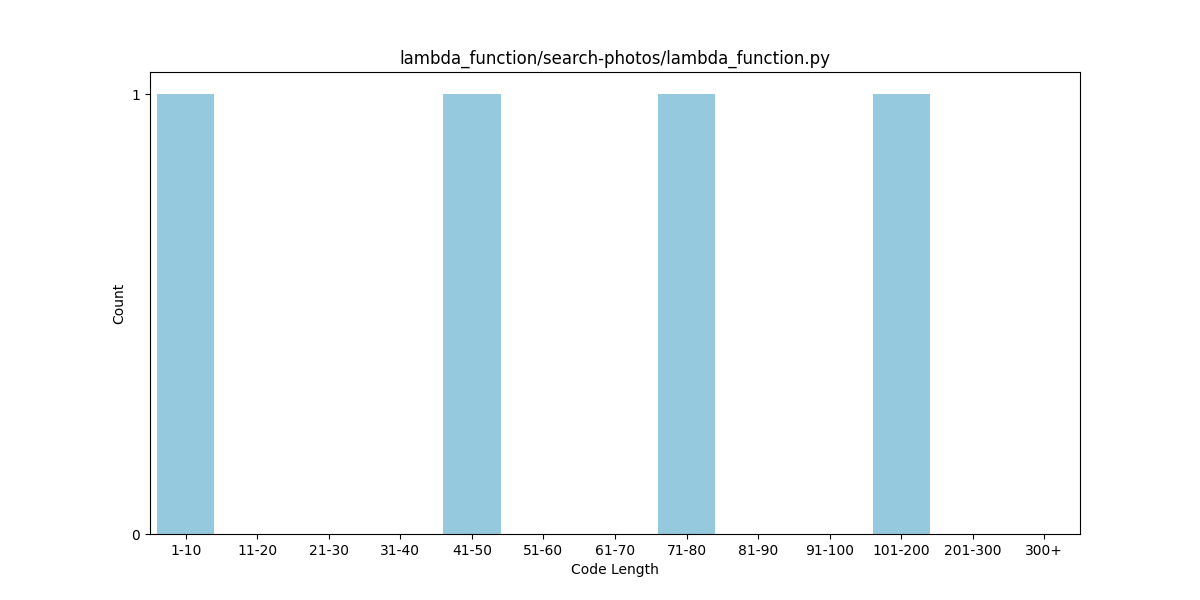 lambda_function/search-photos/lambda_function.py
1
0
Count
1-10 11-20 21-30 31-40 41-50 51-60 61-70 71-80 81-90 91-100 101-200 201-300 300+
Code Length